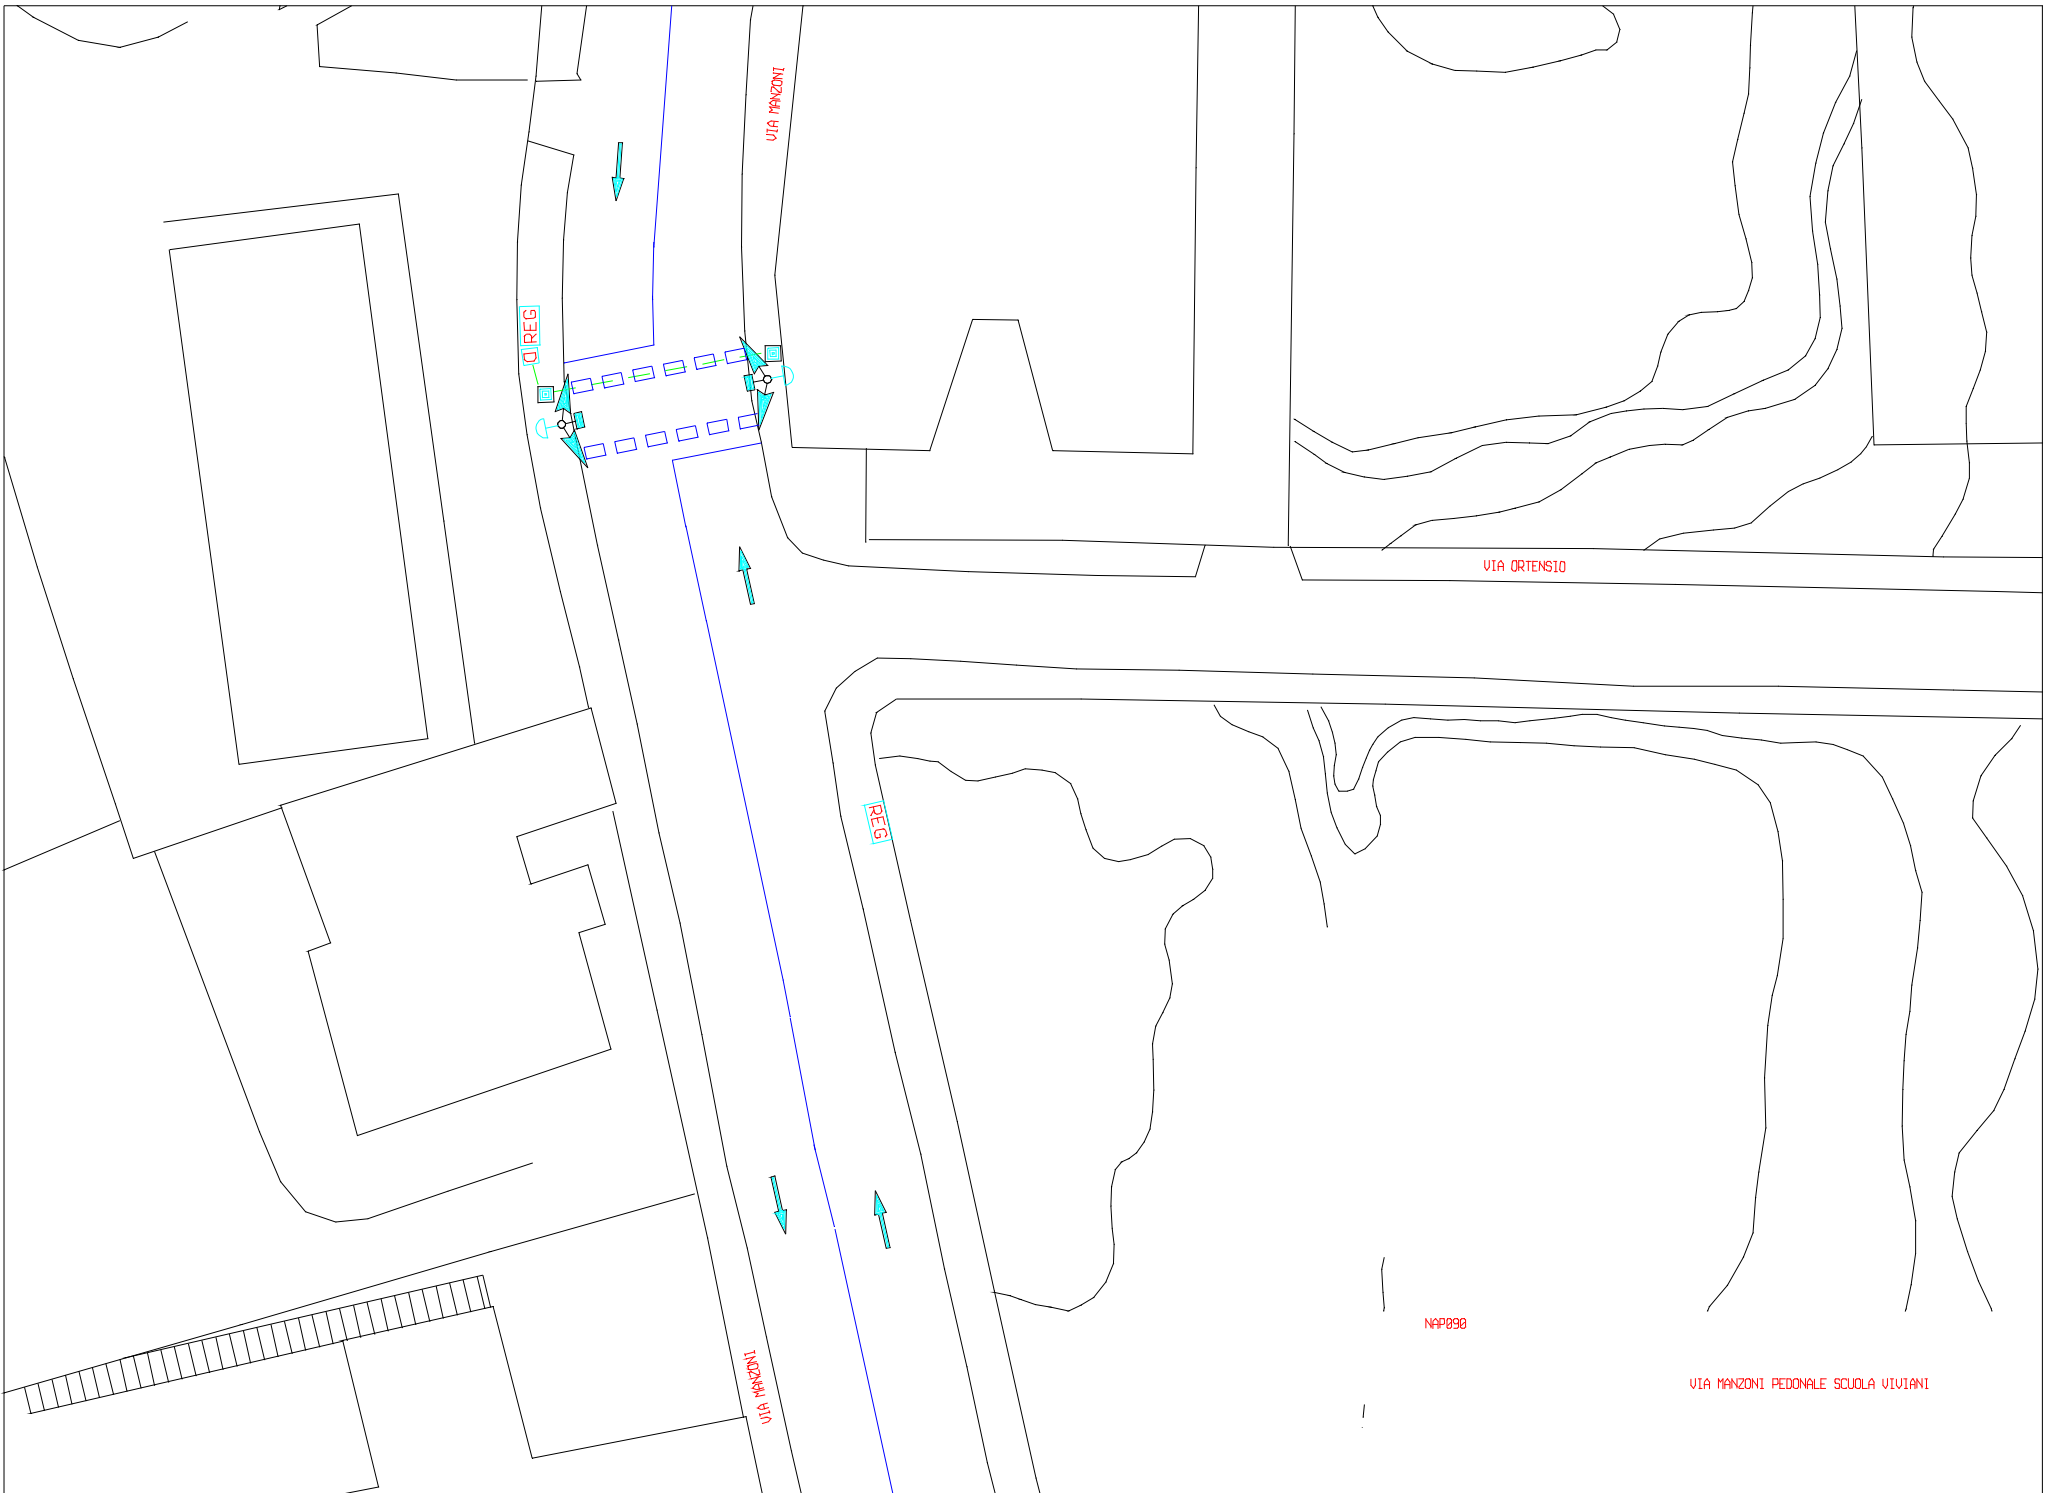 VIA MANZONI
REG
VIA ORTENSIO
REG
NAP090
VIA MANZONI
VIA MANZONI PEDONALE SCUOLA VIVIANI